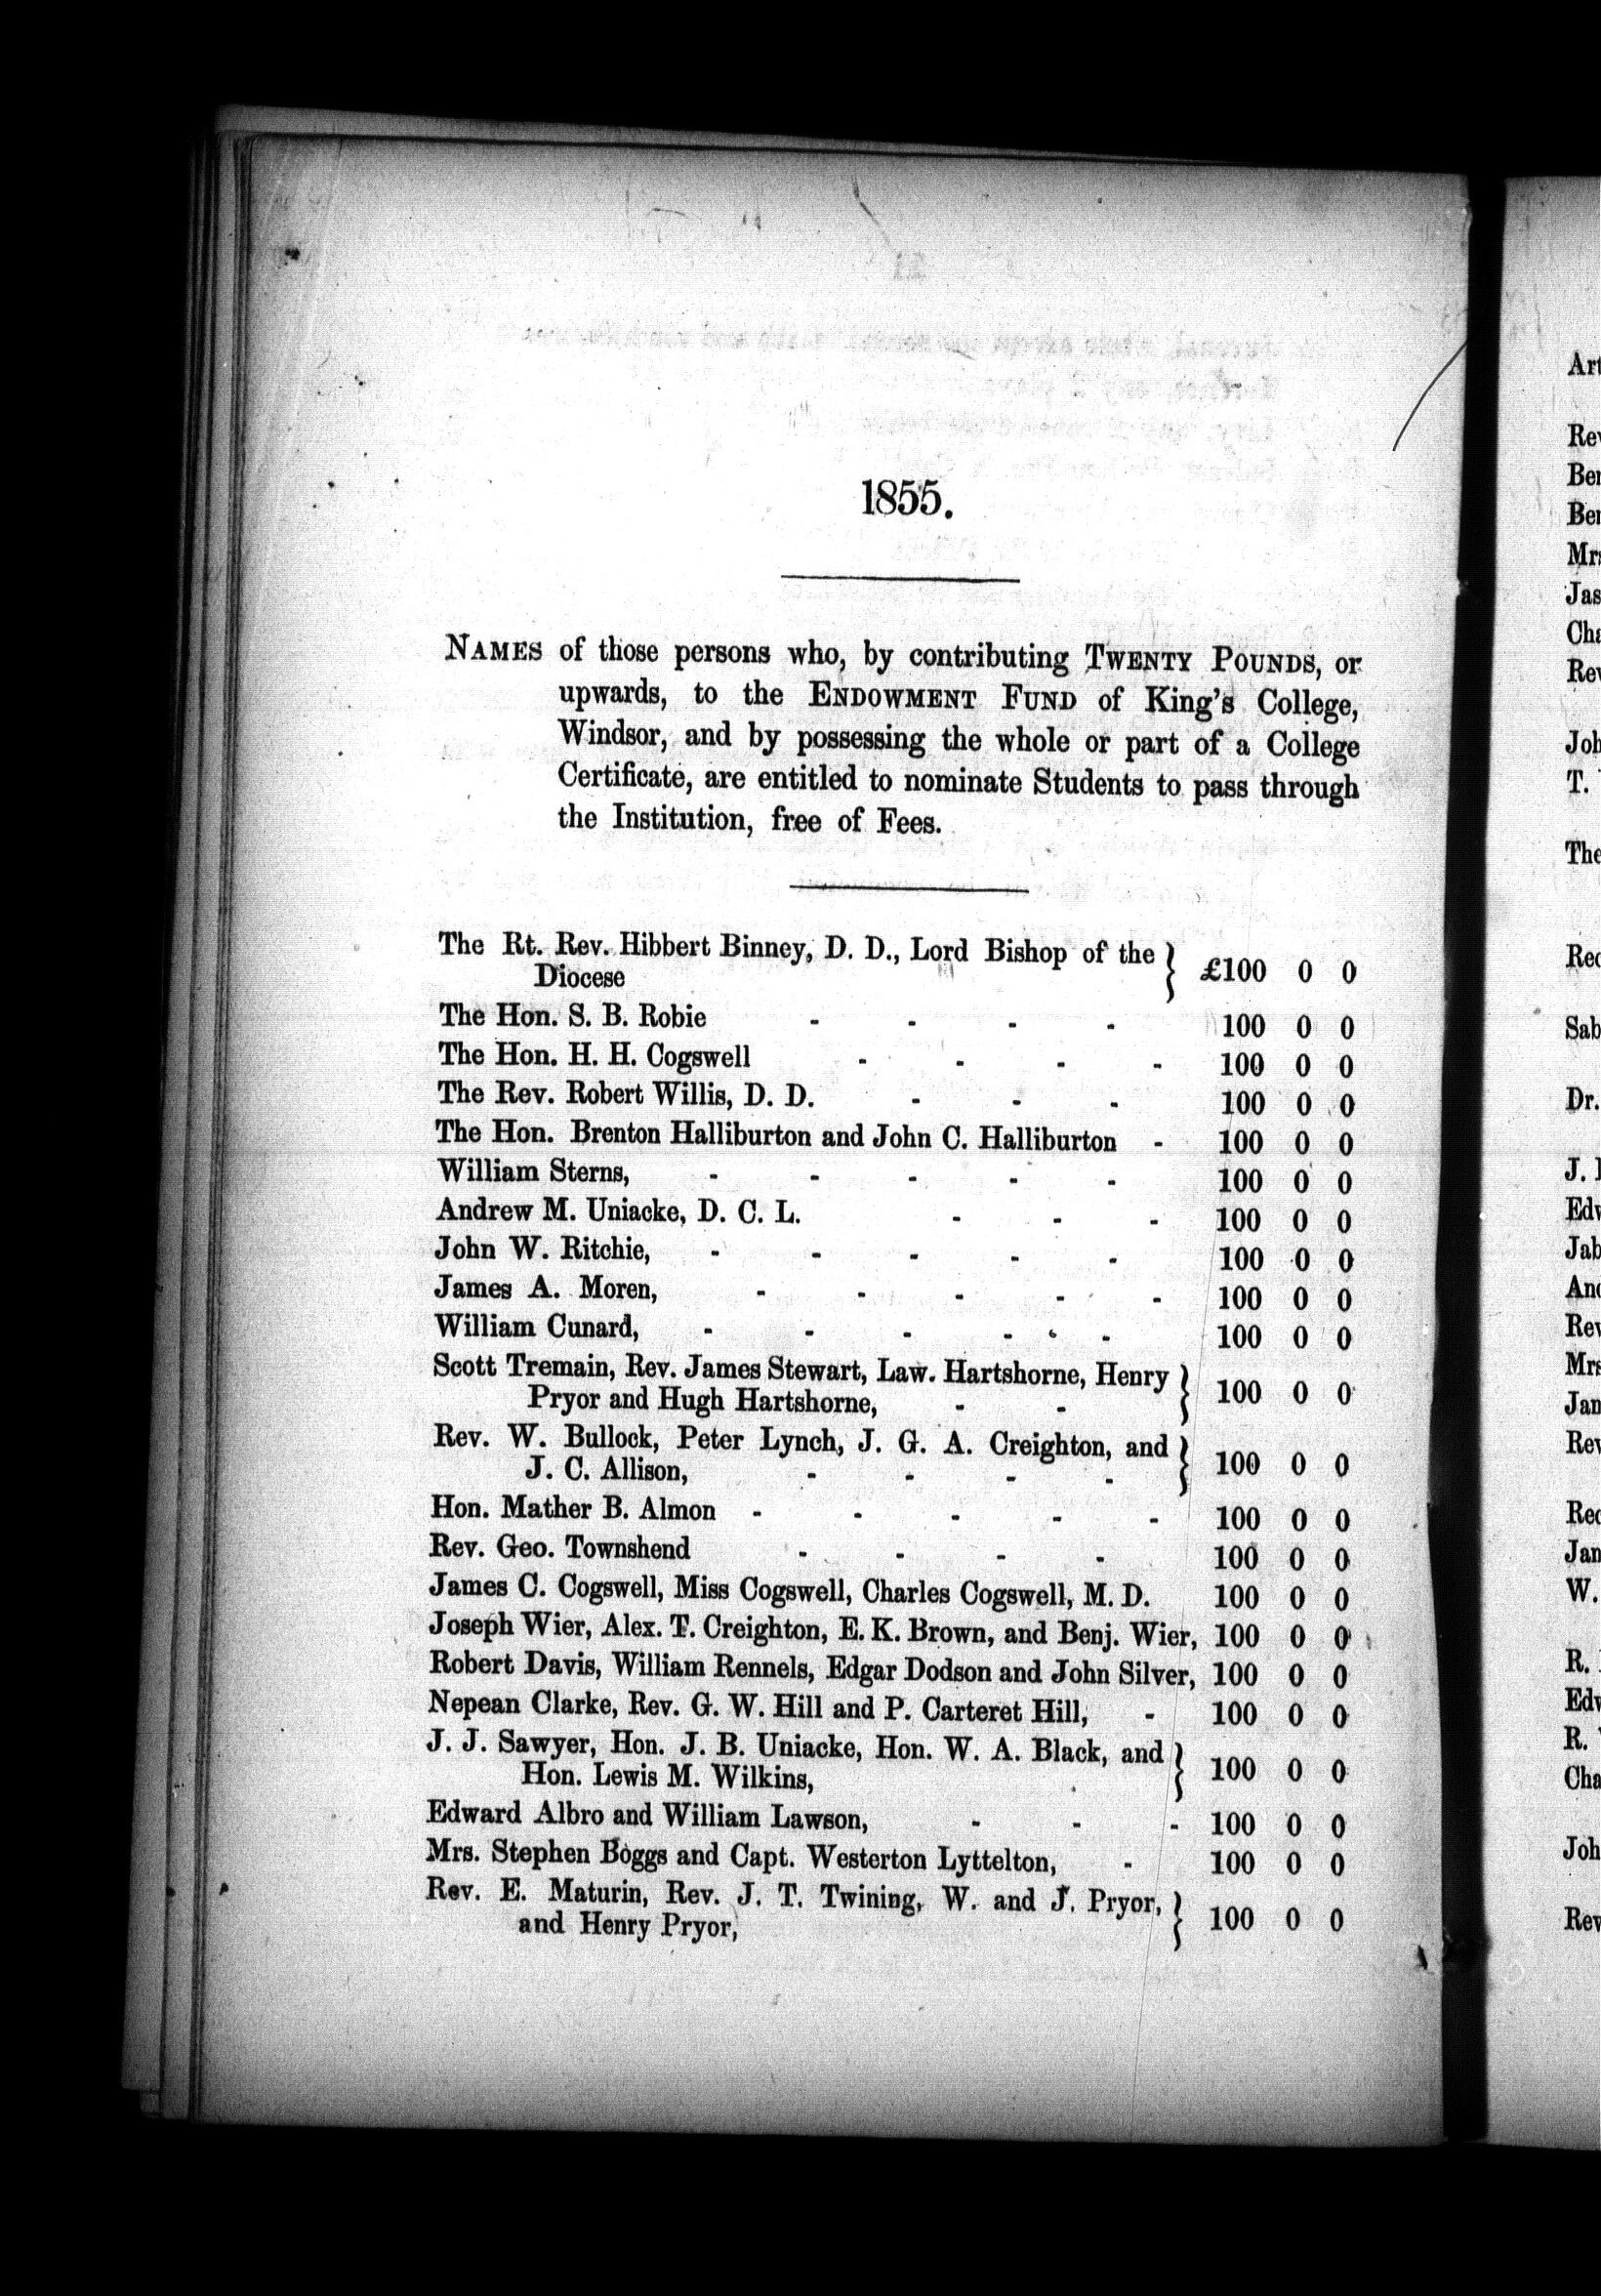 1855.
NAMES of those persons who, by contributing TWENTY POUNDS, or
upwards, to the ENDOWMENT FUND of King's College,
Windsor, and by possessing the whole or part of a College
Certificate, are entitled to nominate Students to pass through
the Institution, free of Fees.
The Rt. Rev. Hibbert Binney, D. D., Lord Bishop of the
Diocese } £100 0 0
The Hon. S. B. Robie - - - - 100 0 0
The Hon. H. H. Cogswell - - - - 100 0 0
The Rev. Robert Willis, D. D. - - - 100 0 0
The Hon. Brenton Halliburton and John C. Halliburton - 100 0 0
William Sterns, - - - - - 100 0 0
Andrew M. Uniacke, D. C. L. - - - 100 0 0
John W. Ritchie, - - - - - 100 0 0
James A. Moren, - - - - - 100 0 0
William Cunard, - - - - - 100 0 0
Scott Tremain, Rev. James Stewart, Law. Hartshorne, Henry
Pryor and Hugh Hartshorne, - - } 100 0 0
Rev. W. Bullock, Peter Lynch, J. G. A. Creighton, and
J. C. Allison, - - - - } 100 0 0
Hon. Mather B. Almon - - - - - 100 0 0
Rev. Geo. Townshend - - - - 100 0 0
James C. Cogswell, Miss Cogswell, Charles Cogswell, M. D. 100 0 0
Joseph Wier, Alex. T. Creighton, E. K. Brown, and Benj. Wier, 100 0 0
Robert Davis, William Rennels, Edgar Dodson and John Silver, 100 0 0
Nepean Clarke, Rev. G. W. Hill and P. Carteret Hill, - 100 0 0
J. J. Sawyer, Hon. J. B. Uniacke, Hon. W. A. Black, and
Hon. Lewis M. Wilkins, } 100 0 0
Edward Albro and William Lawson, - - - 100 0 0
Mrs. Stephen Boggs and Capt. Westerton Lyttelton, - 100 0 0
Rev. E. Maturin, Rev. J. T. Twining, W. and J. Pryor,
and Henry Pryor, } 100 0 0